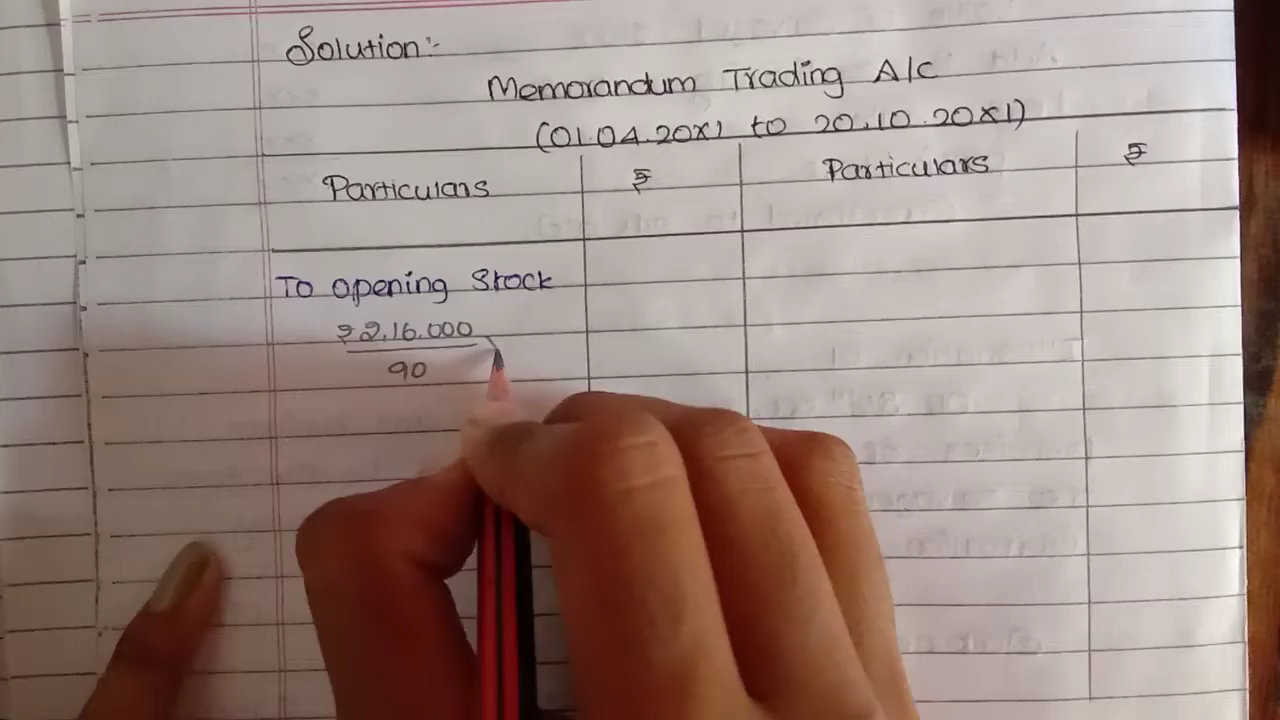 Solution:-
Memorandum Trading A/c
(01.04.20x1 to 20.10.20x1)
Particulars ₹ Particulars ₹
To opening Stock
₹ 2,16,000
90